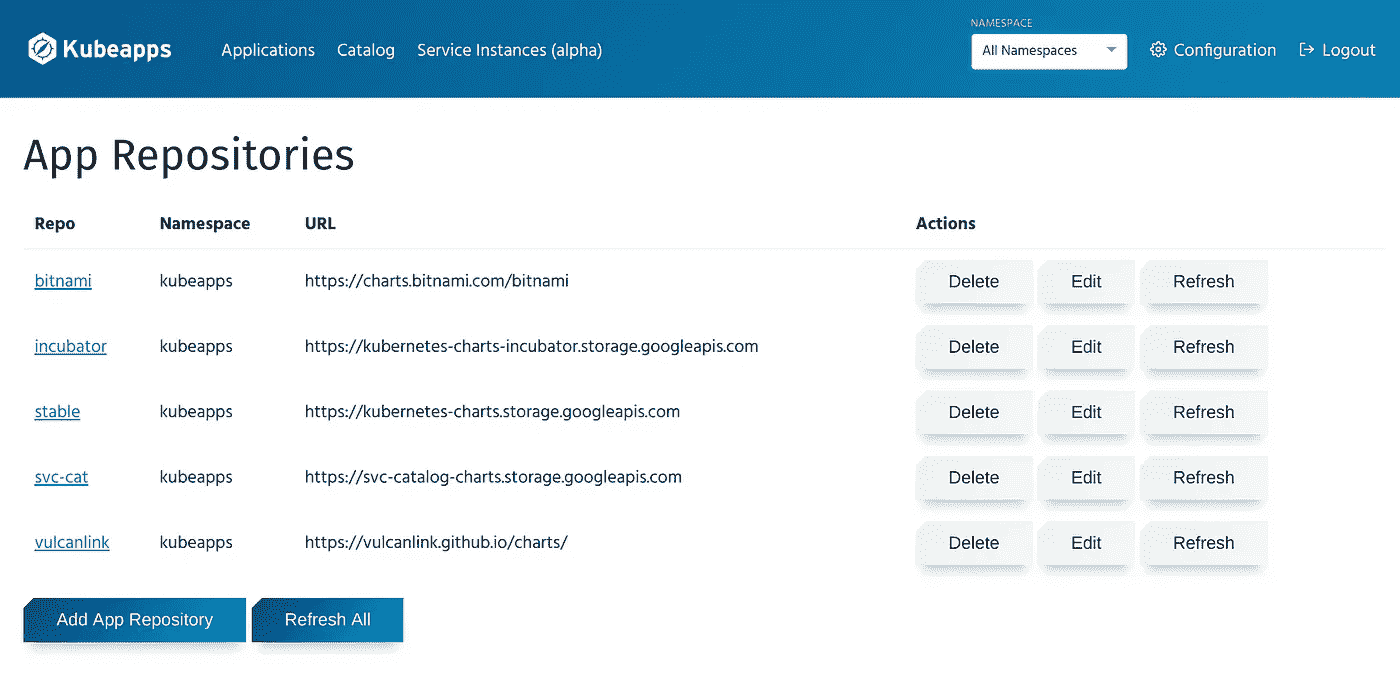 NAMESPACE
Kubeapps Applications Catalog Service Instances (alpha) All Namespaces Configuration Logout
App Repositories
Repo Namespace URL Actions
bitnami kubeapps https://charts.bitnami.com/bitnami Delete Edit Refresh
incubator kubeapps https://kubernetes-charts-incubator.storage.googleapis.com Delete Edit Refresh
stable kubeapps https://kubernetes-charts.storage.googleapis.com Delete Edit Refresh
svc-cat kubeapps https://svc-catalog-charts.storage.googleapis.com Delete Edit Refresh
vulcanlink kubeapps https://vulcanlink.github.io/charts/ Delete Edit Refresh
Add App Repository Refresh All